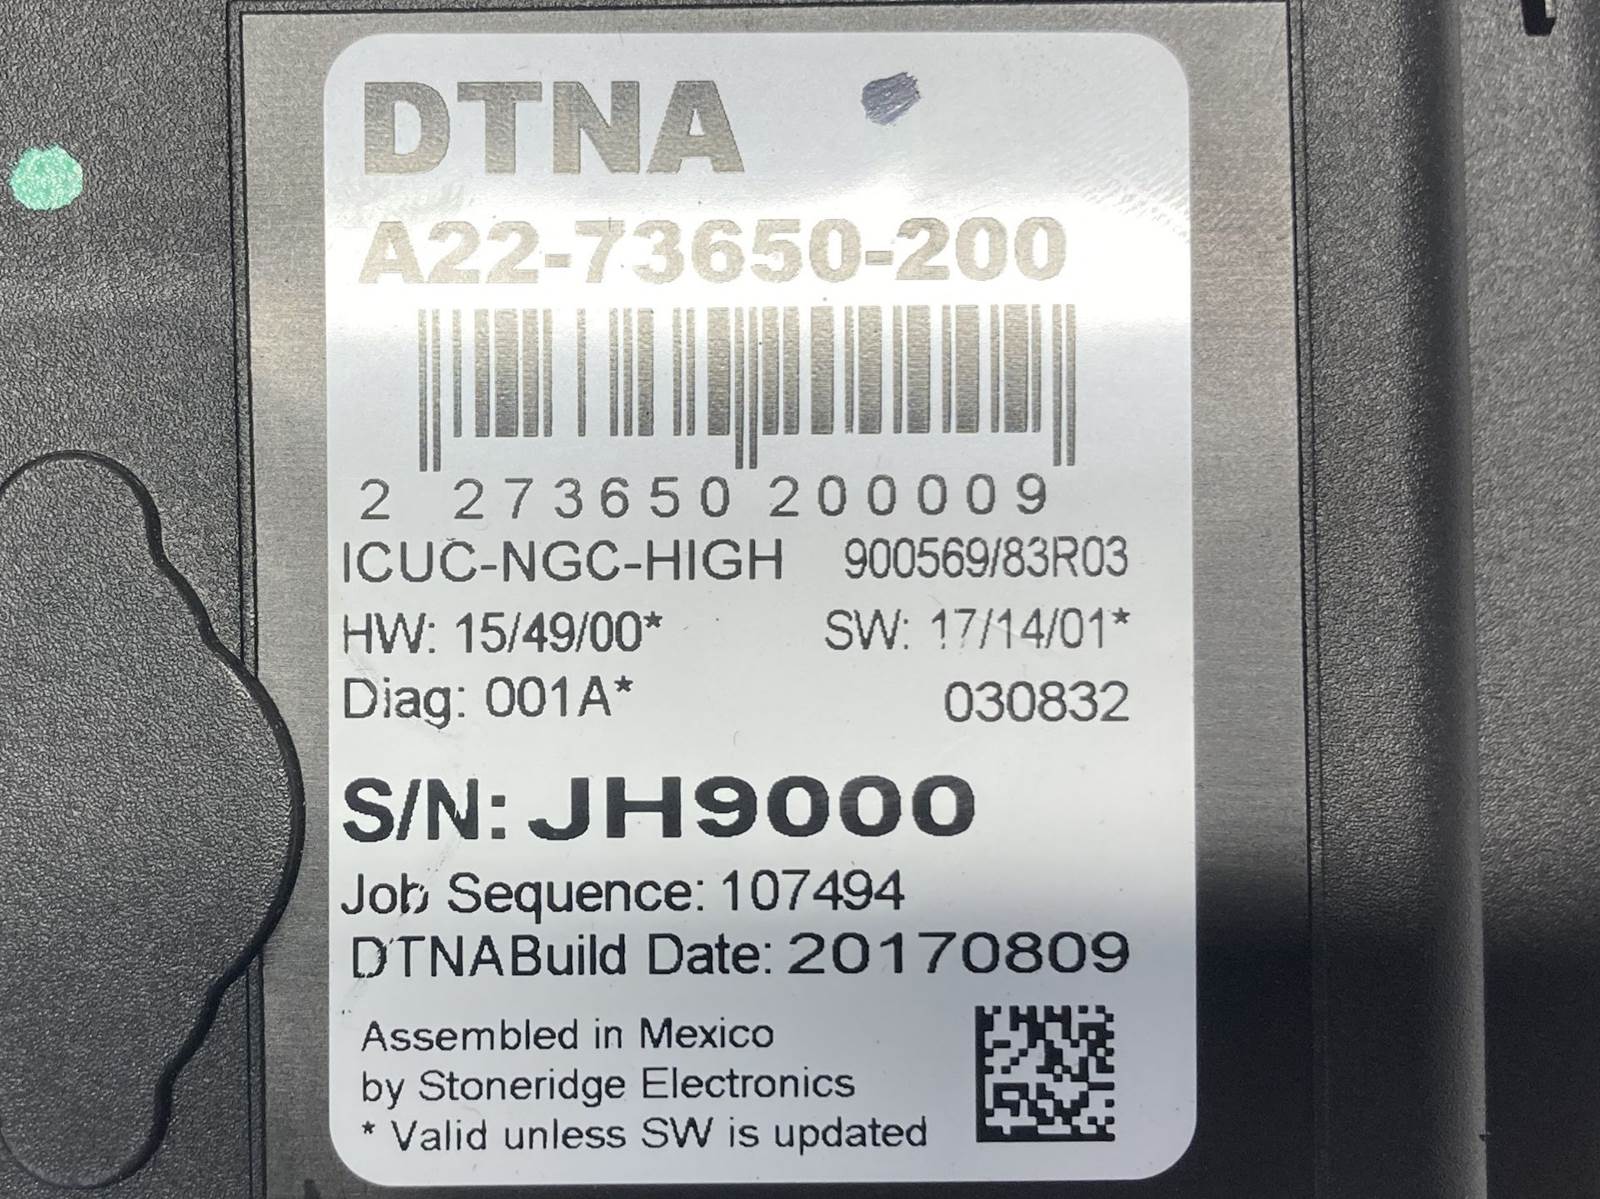 DTNA
A22-73650-200
2 273650 200009
ICUC-NGC-HIGH 900569/83R03
HW: 15/49/00* SW: 17/14/01*
Diag: 001A* 030832
S/N: JH9000
Job Sequence: 107494
DTNABuild Date: 20170809
Assembled in Mexico
by Stoneridge Electronics
* Valid unless SW is updated